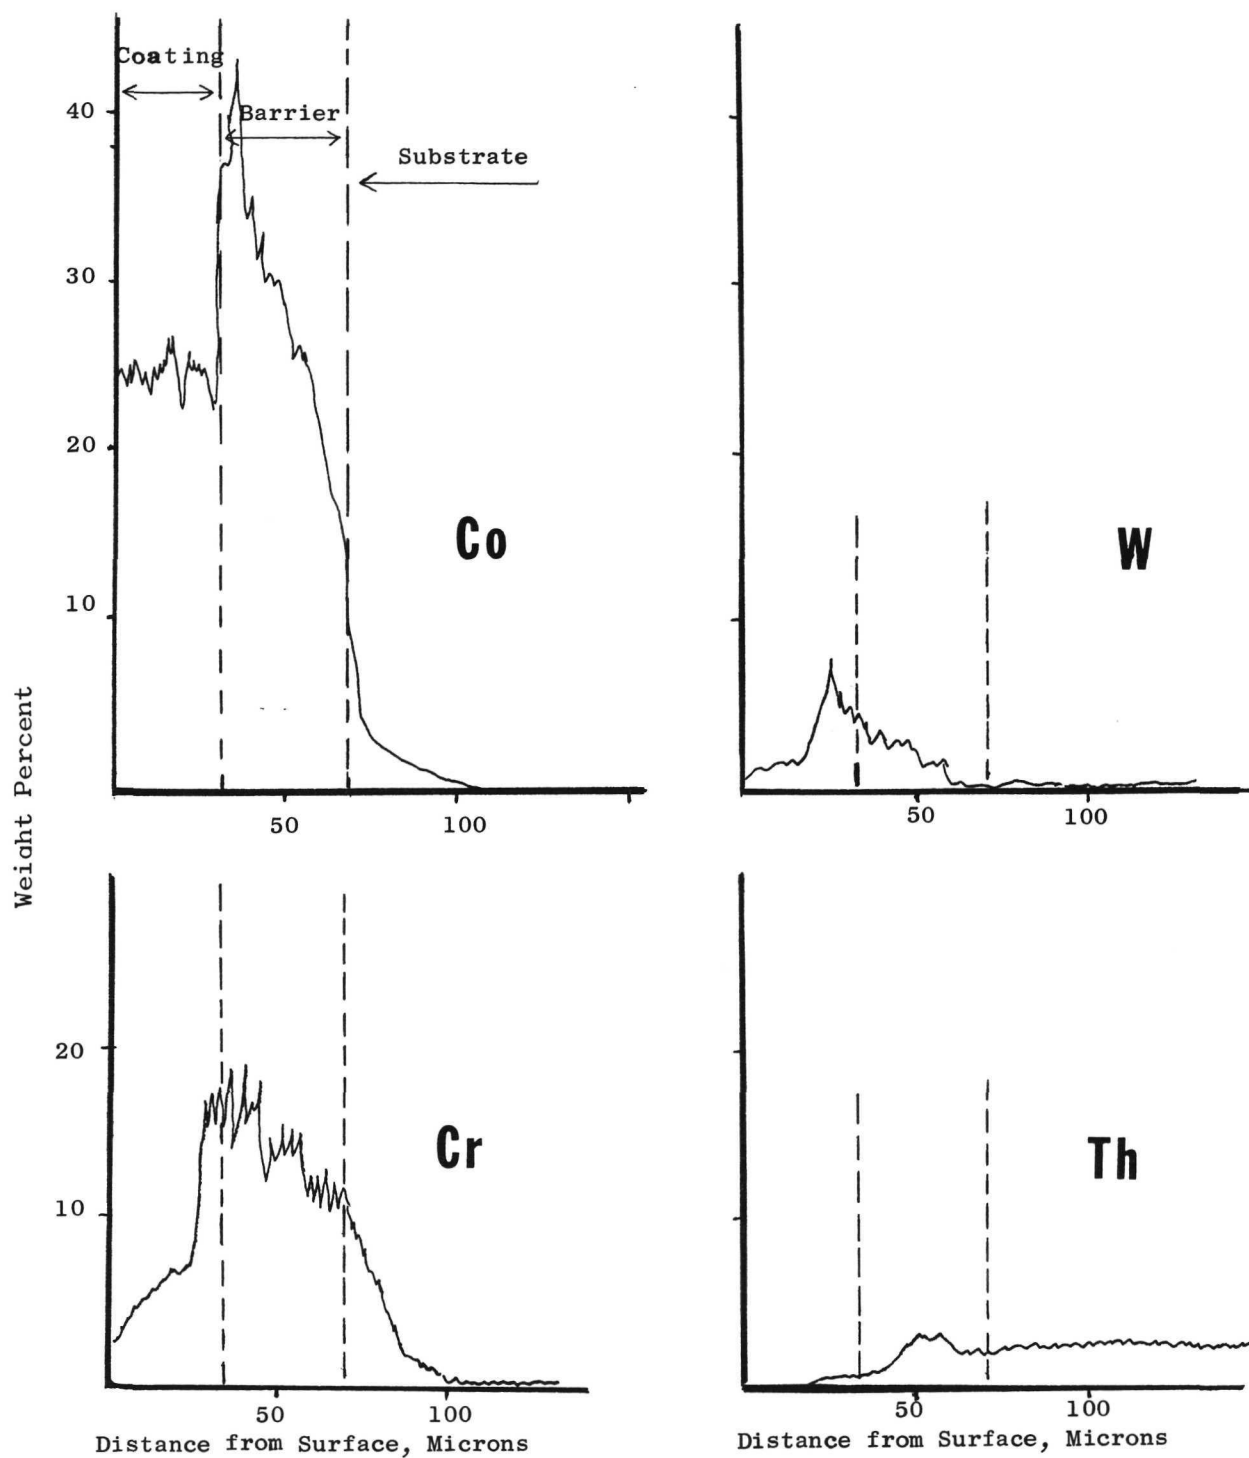 Coating
40
Barrier
Substrate
30
20
Co
W
10
Weight Percent
50
100
50
100
20
Cr
Th
10
50
100
50
100
Distance from Surface, Microns
Distance from Surface, Microns